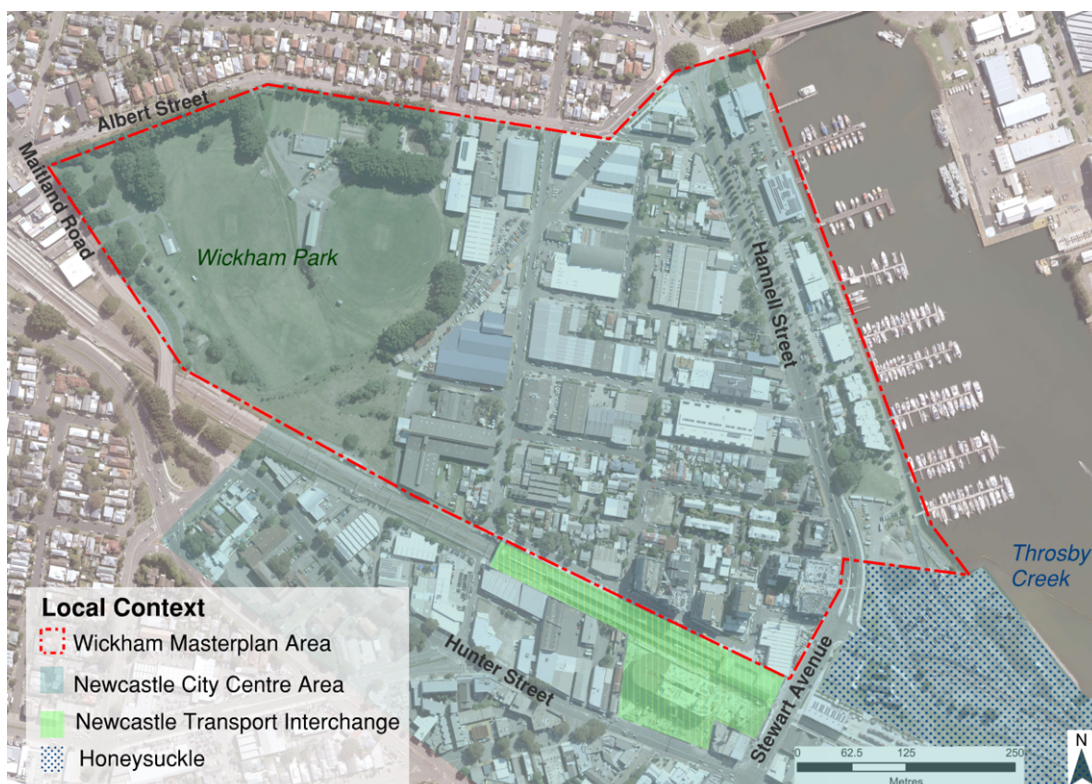 Albert Street
Maitland Road
Wickham Park
Hannell Street
Throsby
Creek
Hunter Street
Stewart Avenue
Local Context
Wickham Masterplan Area
Newcastle City Centre Area
Newcastle Transport Interchange
Honeysuckle
0 62.5 125 250
Metres
N